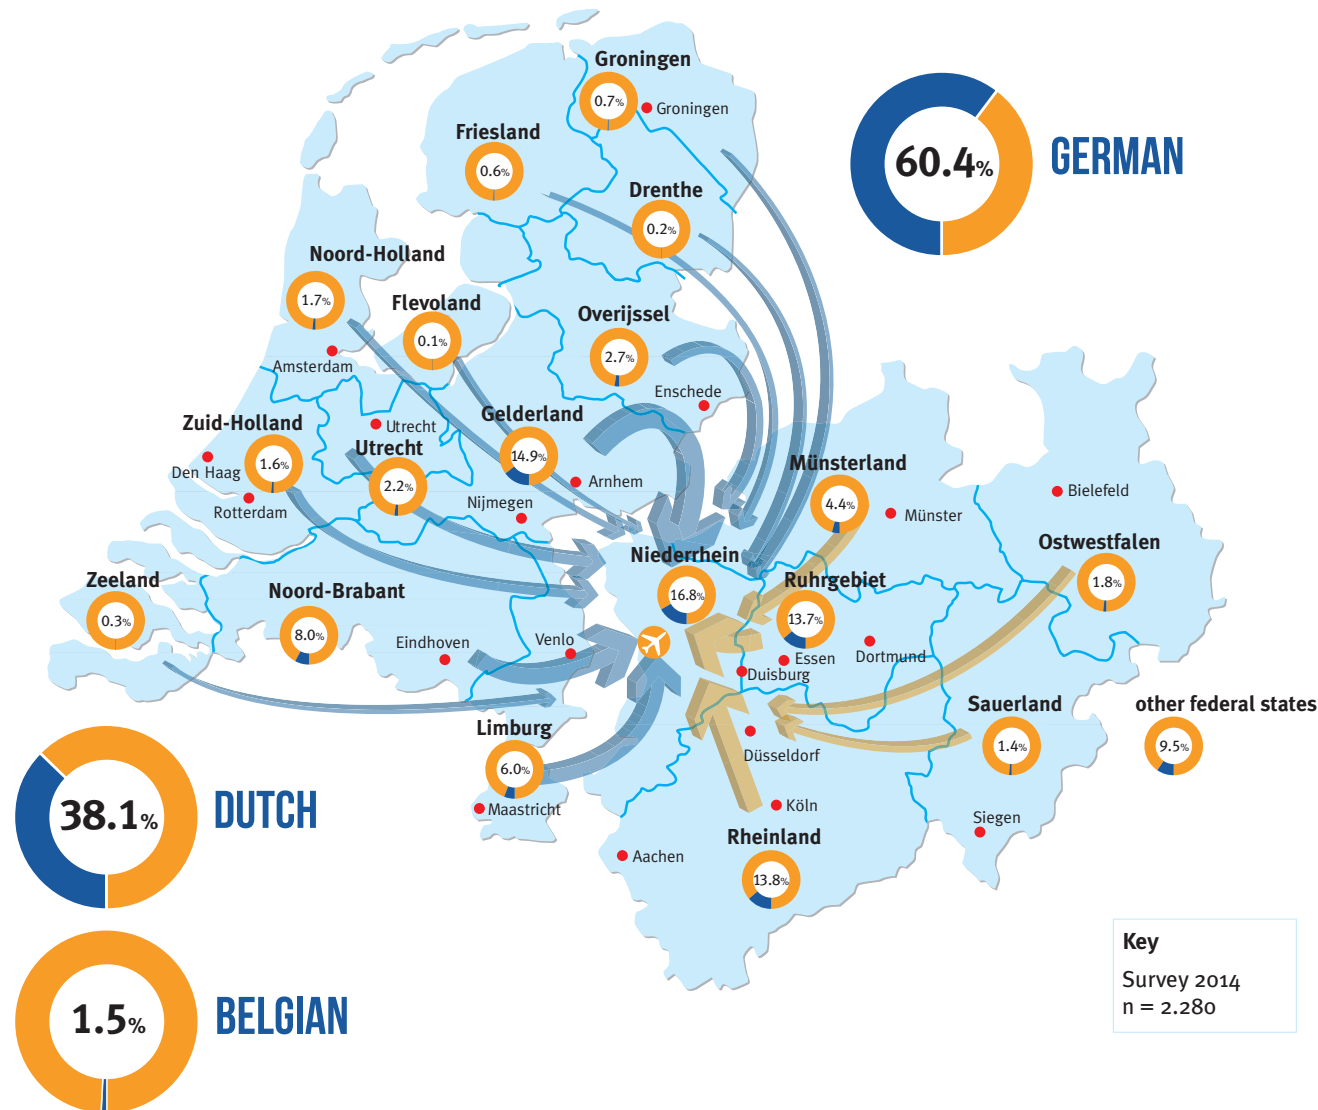 Groningen
0.7%
Groningen
Friesland
0.6%
Drenthe
0.2%
60.4%
GERMAN
Noord-Holland
1.7%
Flevoland
0.1%
Overijssel
2.7%
Amsterdam
Enschede
Zuid-Holland
1.6%
Den Haag
Rotterdam
Utrecht
Utrecht
2.2%
Gelderland
14.9%
Arnhem
Nijmegen
Münsterland
4.4%
Münster
Bielefeld
Ostwestfalen
1.8%
Niederrhein
16.8%
Ruhrgebiet
13.7%
Essen
Duisburg
Dortmund
Zeeland
0.3%
Noord-Brabant
8.0%
Eindhoven
Venlo
Limburg
6.0%
Maastricht
Düsseldorf
Sauerland
1.4%
other federal states
9.5%
Köln
Siegen
Rheinland
13.8%
Aachen
38.1%
DUTCH
1.5%
BELGIAN
Key
Survey 2014
n = 2.280